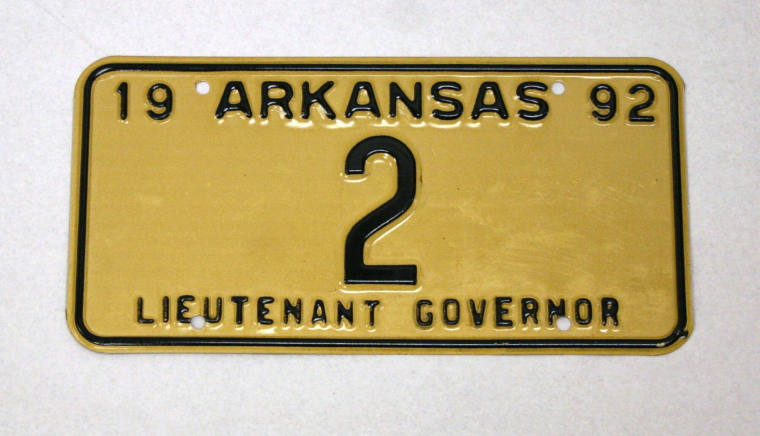 19 ARKANSAS 92
2
LIEUTENANT GOVERNOR